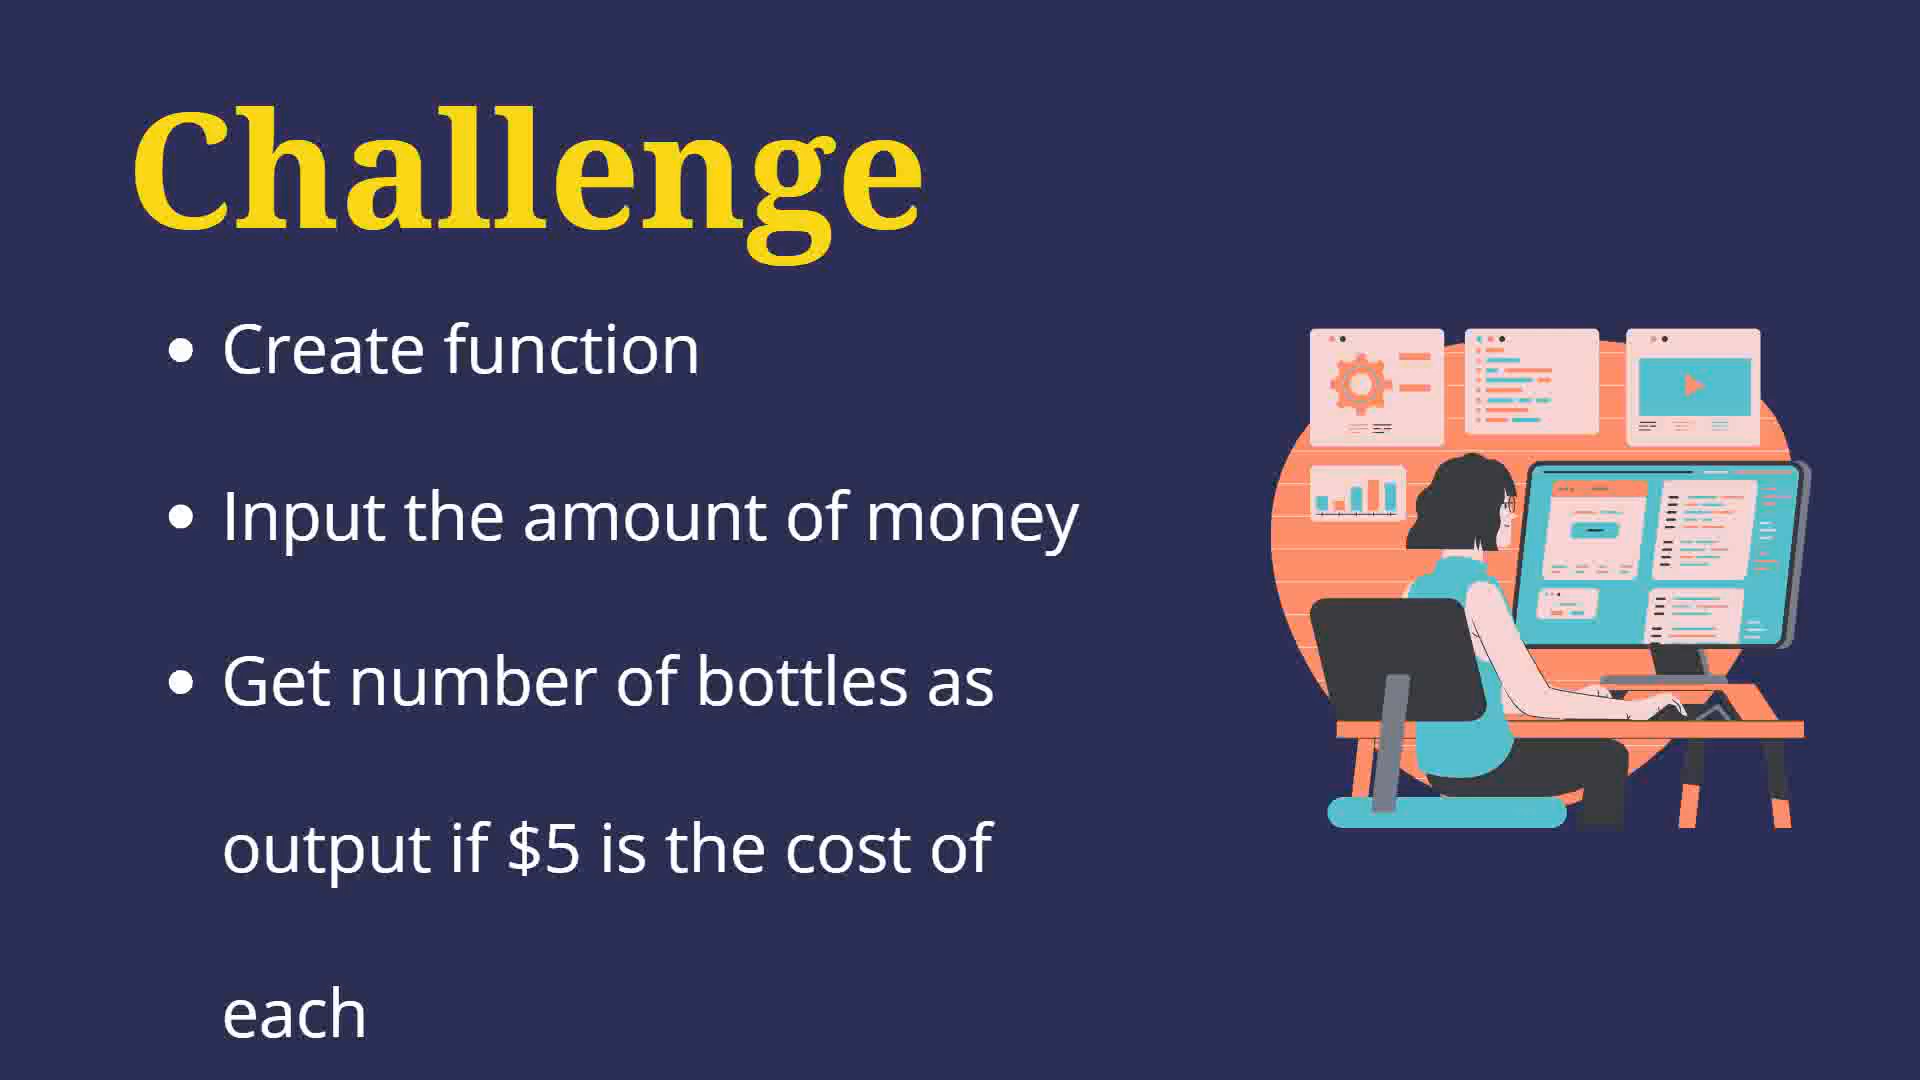 Challenge
• Create function
• Input the amount of money
• Get number of bottles as
output if $5 is the cost of
each